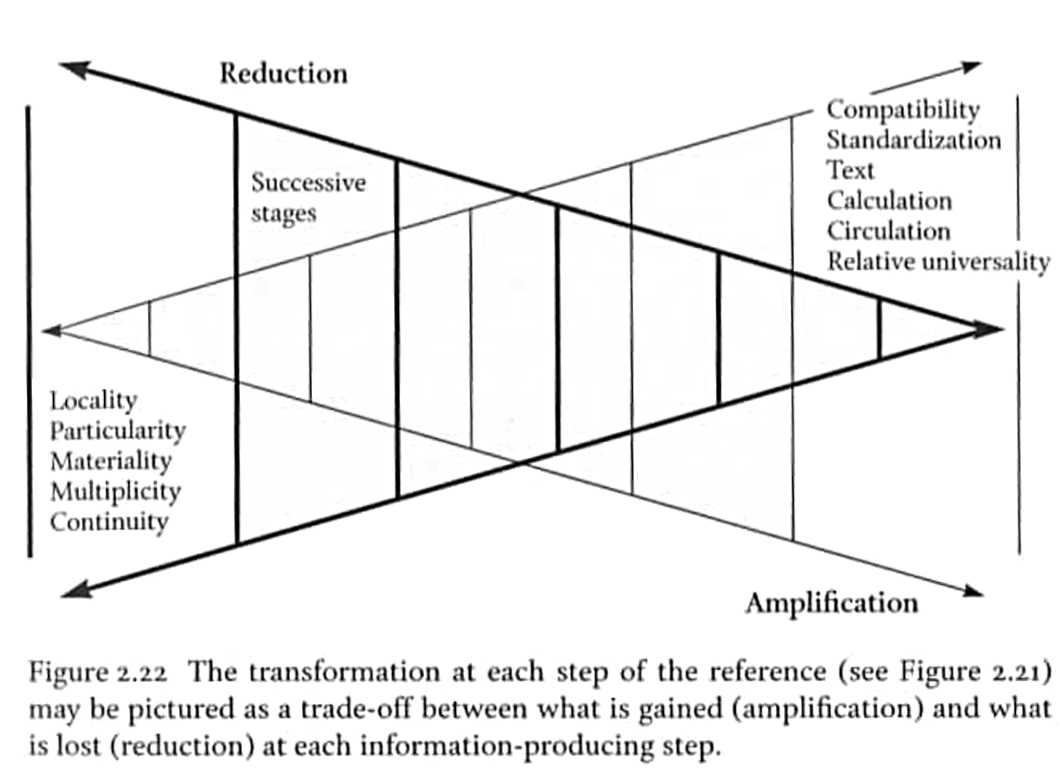 Reduction
Successive
stages
Compatibility
Standardization
Text
Calculation
Circulation
Relative universality
Locality
Particularity
Materiality
Multiplicity
Continuity
Amplification
Figure 2.22 The transformation at each step of the reference (see Figure 2.21)
may be pictured as a trade-off between what is gained (amplification) and what
is lost (reduction) at each information-producing step.